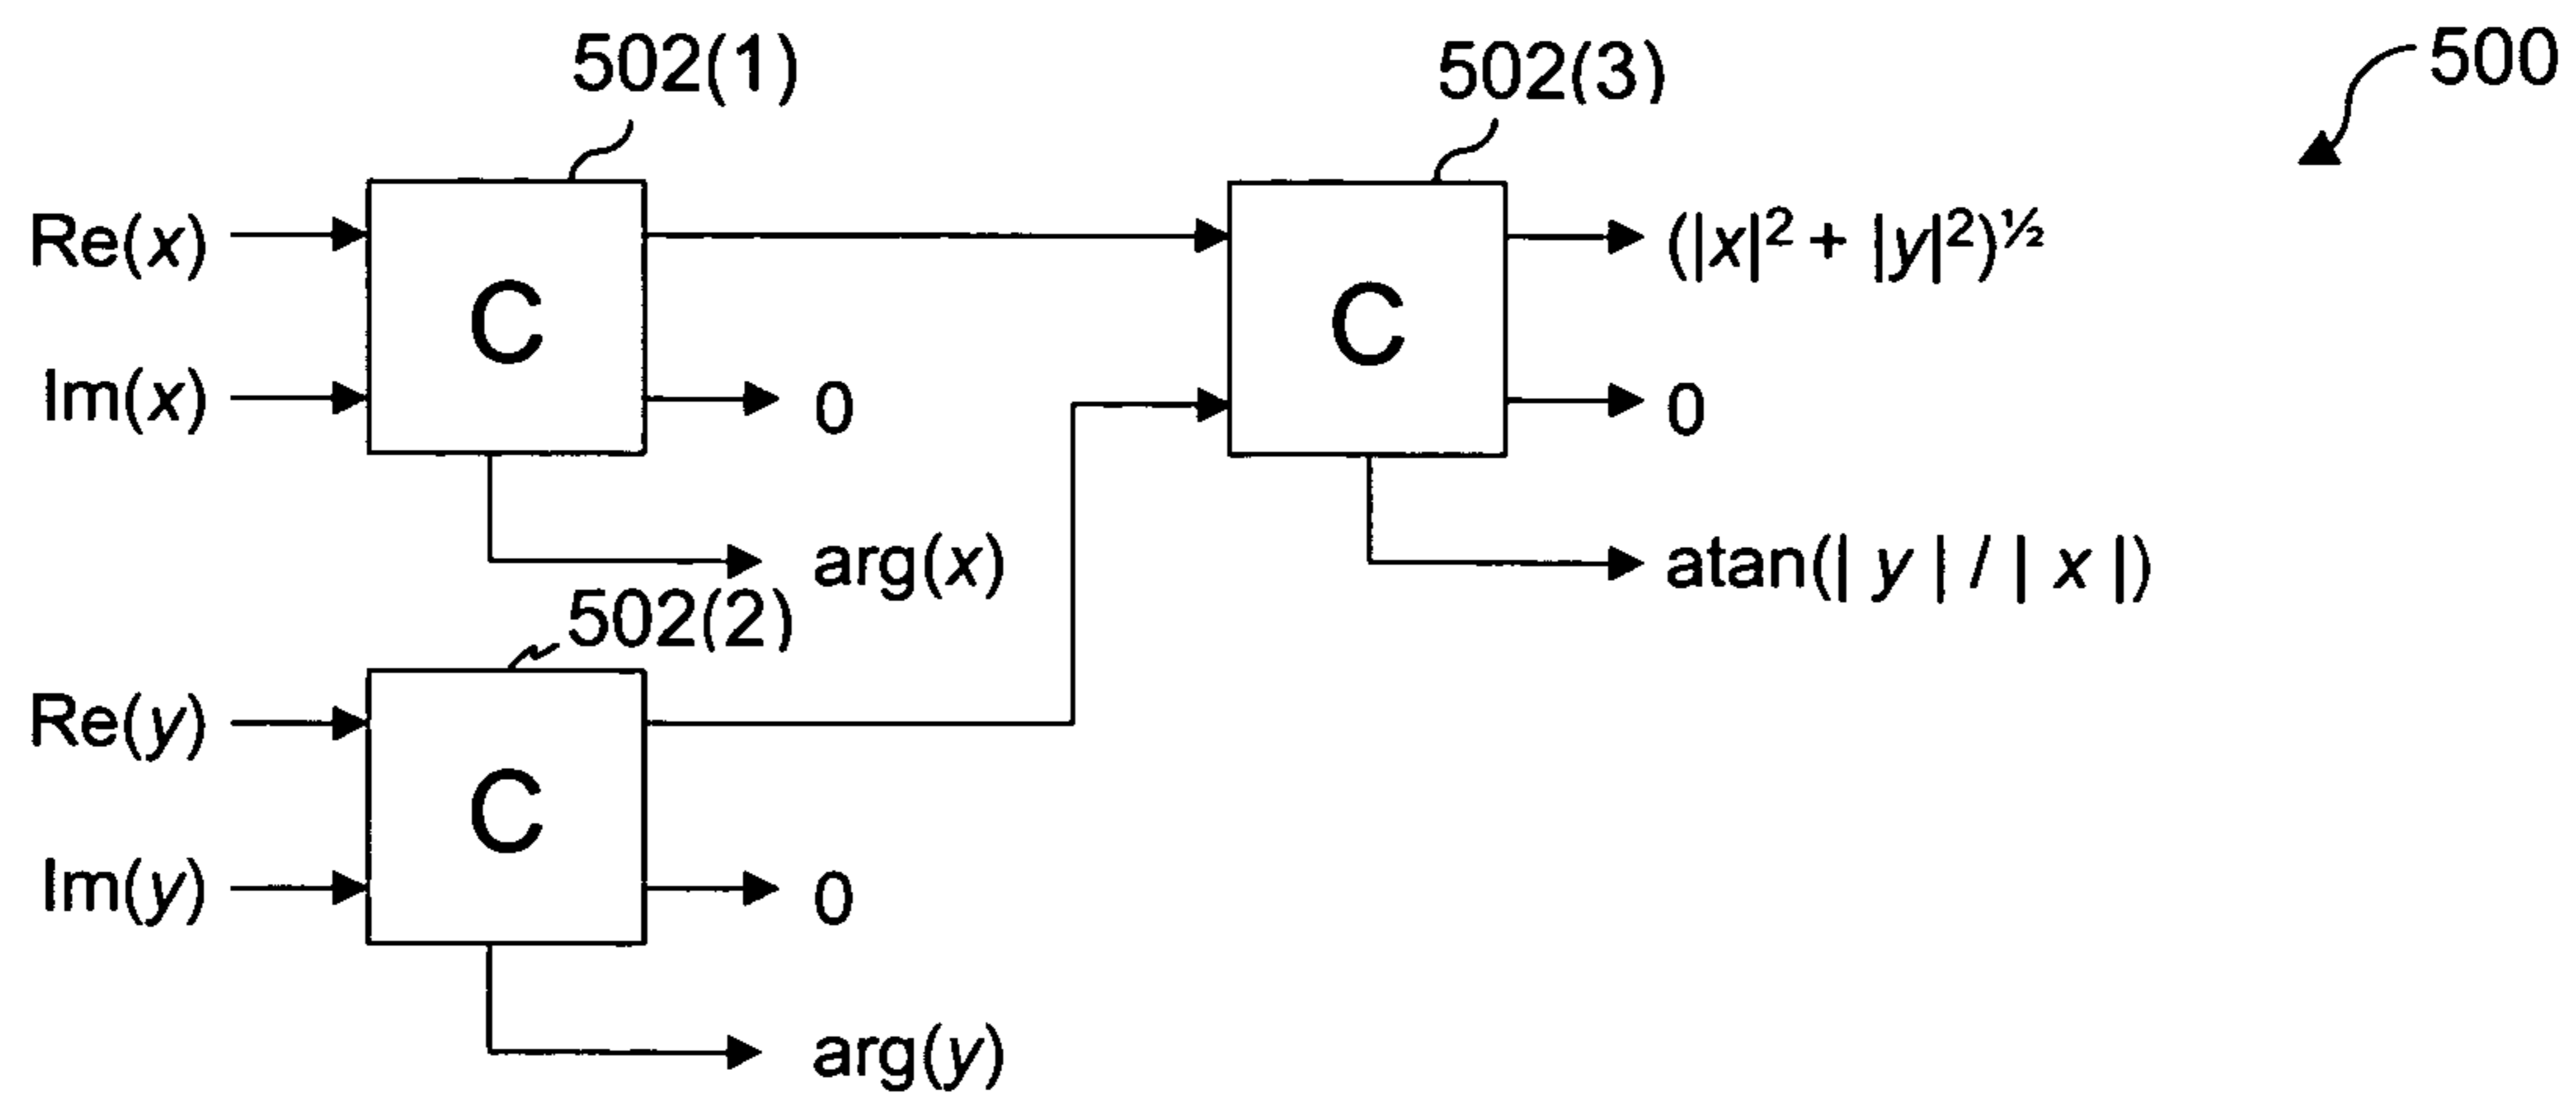 502(1)
502(3)
500
Re(x)
(|x|² + |y|²)^½
C
C
Im(x)
0
0
arg(x)
atan(| y | / | x |)
502(2)
Re(y)
C
Im(y)
0
arg(y)